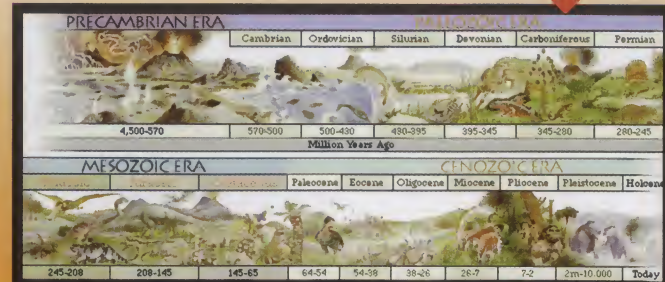 PRECAMBRIAN ERA PALEOZOIC ERA
Cambrian Ordovician Silurian Devonian Carboniferous Permian
4,500-570 570-500 500-430 430-395 395-345 345-280 280-245
Million Years Ago
MESOZOIC ERA CENOZOIC ERA
Paleocene Eocene Oligocene Miocene Pliocene Pleistocene Holocene
245-208 208-145 145-65 64-54 54-38 38-26 26-7 7-2 2m-10.000 Today